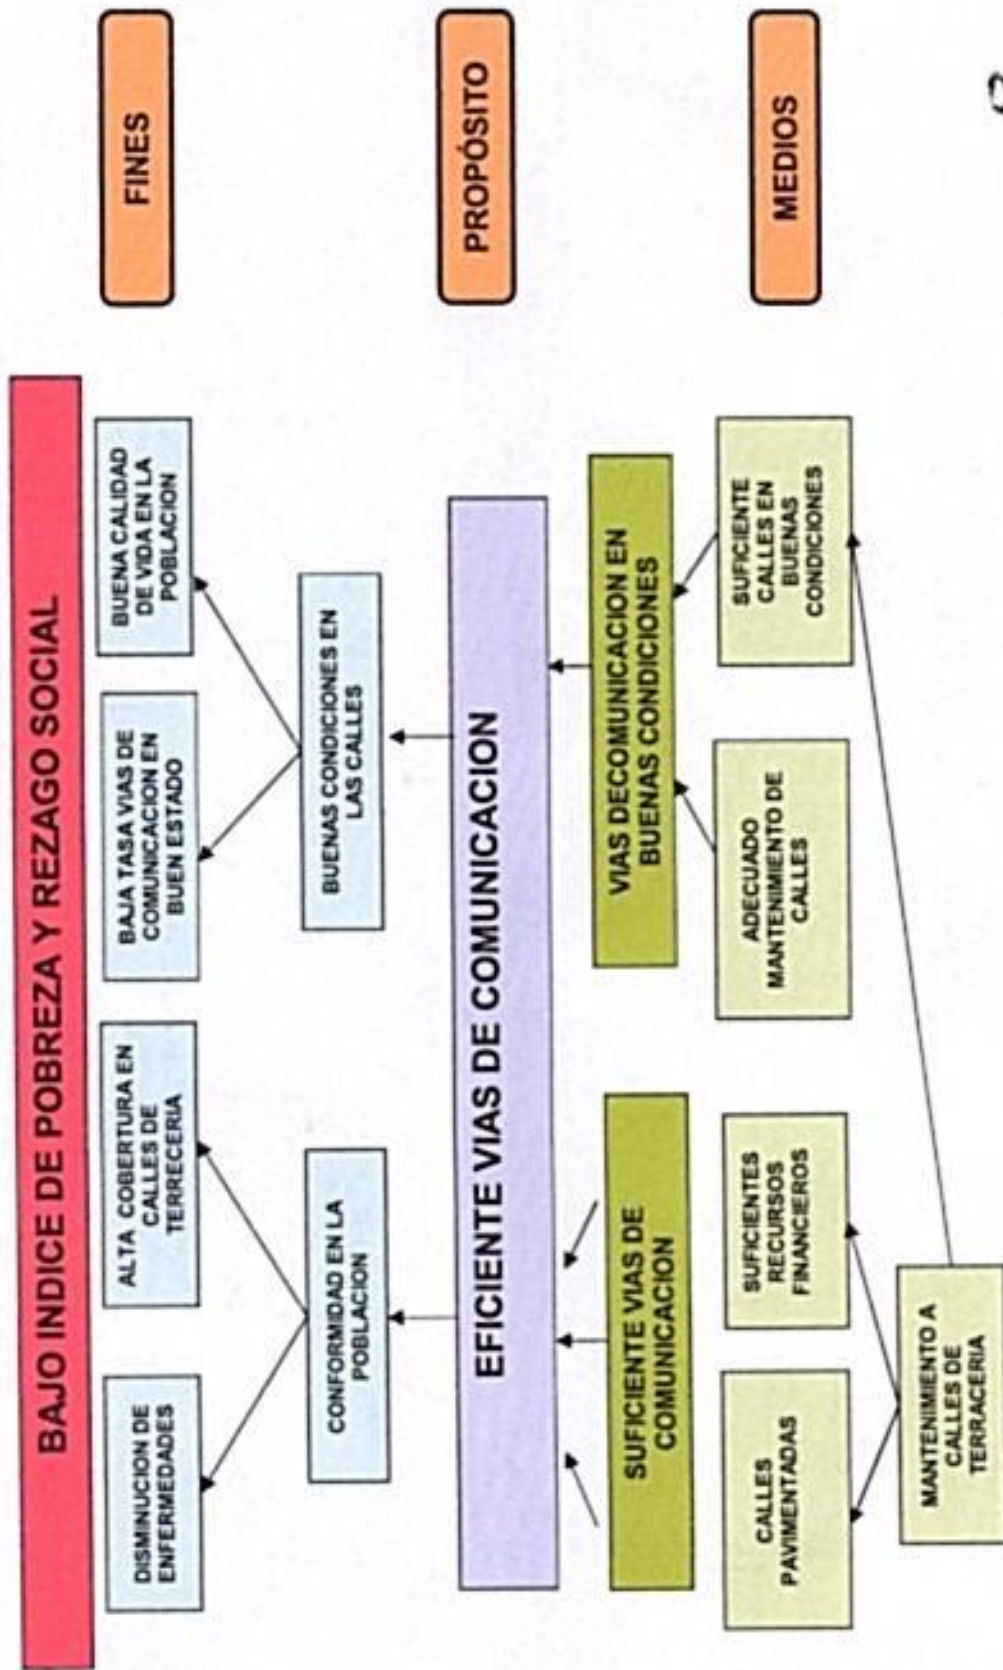 BAJO INDICE DE POBREZA Y REZAGO SOCIAL
FINES
DISMINUCION DE
ENFERMEDADES
ALTA COBERTURA EN
CALLES DE
TERRECERIA
BAJA TASA VIAS DE
COMUNICACION EN
BUEN ESTADO
BUENA CALIDAD
DE VIDA EN LA
POBLACION
CONFORMIDAD EN LA
POBLACION
BUENAS CONDICIONES EN
LAS CALLES
EFICIENTE VIAS DE COMUNICACION
PROPÓSITO
SUFICIENTE VIAS DE
COMUNICACION
VIAS DECOMUNICACION EN
BUENAS CONDICIONES
CALLES
PAVIMENTADAS
SUFICIENTES
RECURSOS
FINANCIEROS
ADECUADO
MANTENIMIENTO DE
CALLES
SUFICIENTE
CALLES EN
BUENAS
CONDICIONES
MEDIOS
MANTENIMIENTO A
CALLES DE
TERRACERIA